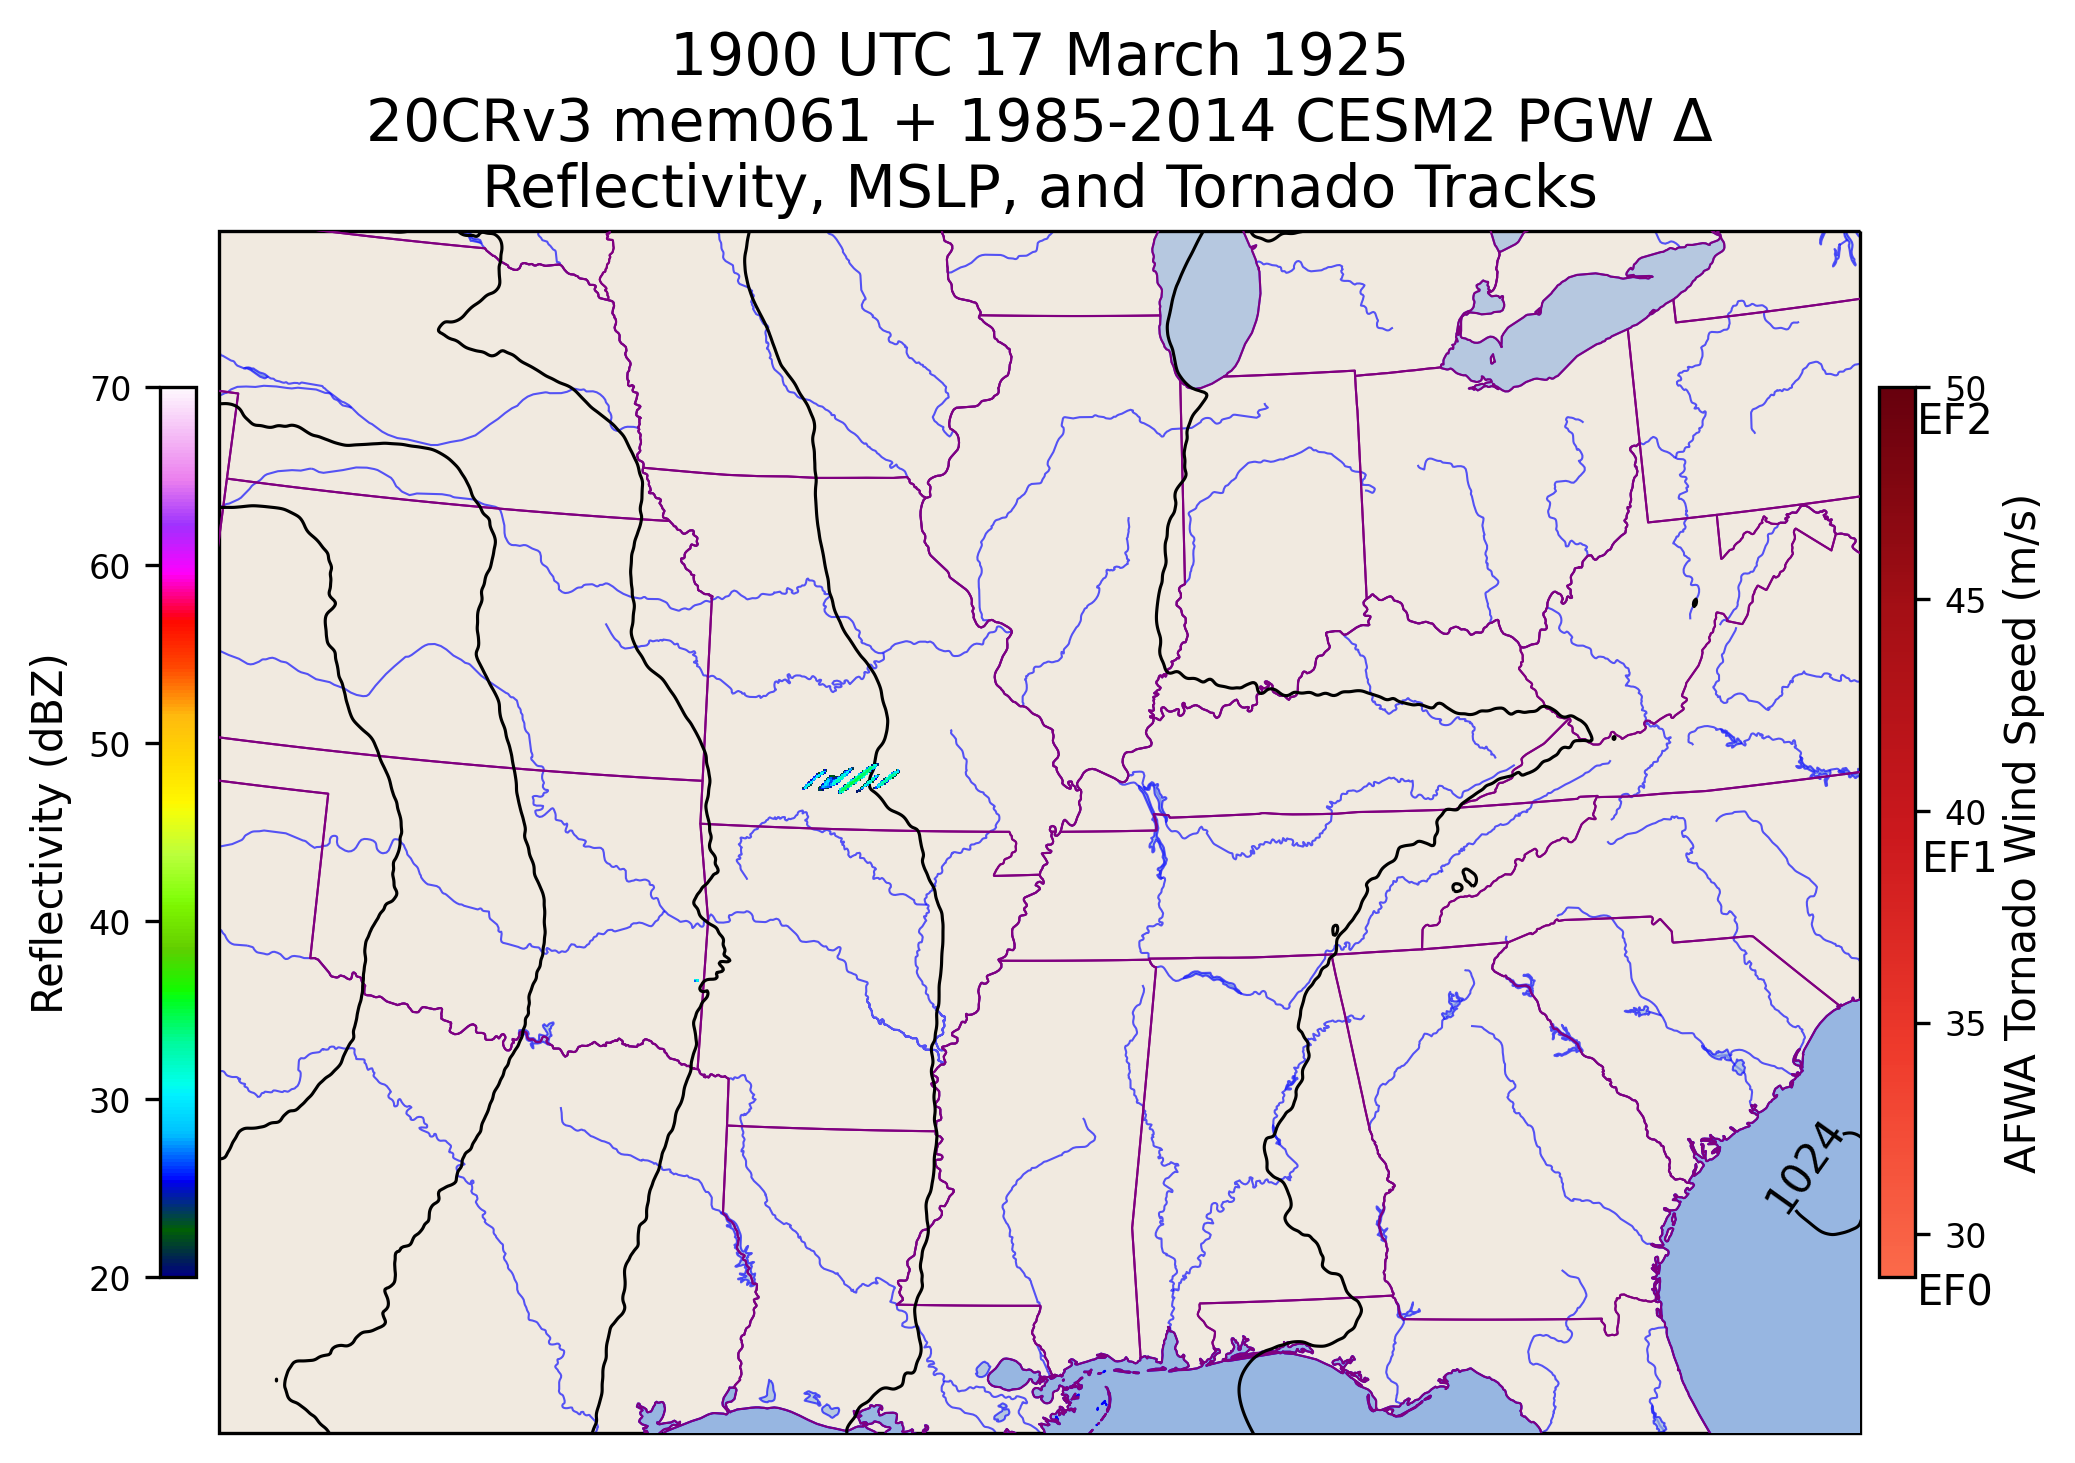 1900 UTC 17 March 1925
20CRv3 mem061 + 1985-2014 CESM2 PGW Δ
Reflectivity, MSLP, and Tornado Tracks
Reflectivity (dBZ)
70
60
50
40
30
20
1024
50
EF2
45
40
EF1
35
30
EF0
AFWA Tornado Wind Speed (m/s)